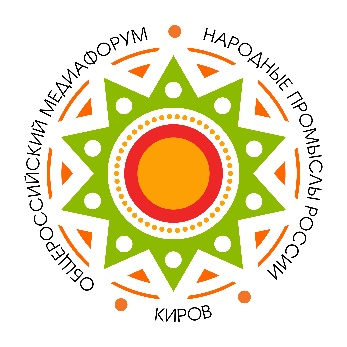 ОБЩЕРОССИЙСКИЙ МЕДИАФОРУМ
НАРОДНЫЕ ПРОМЫСЛЫ РОССИИ
КИРОВ